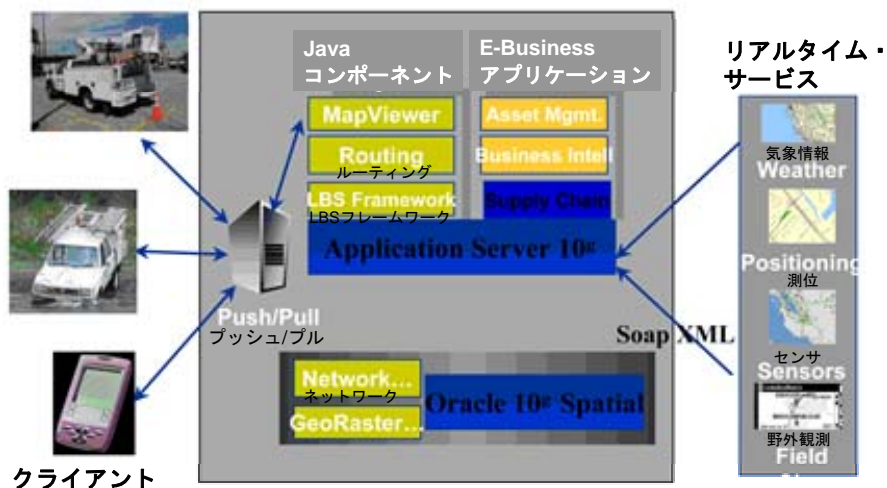 Java
コンポーネント
E-Business
アプリケーション
リアルタイム・
サービス
MapViewer
Asset Mgmt.
Routing
ルーティング
Business Intell
LBS Framework
LBSフレームワーク
Supply Chain
Application Server 10g
Push/Pull
プッシュ/プル
Soap XML
Network…
ネットワーク
GeoRaster…
Oracle 10g Spatial
気象情報
Weather
Positioning
測位
センサ
Sensors
野外観測
Field
クライアント